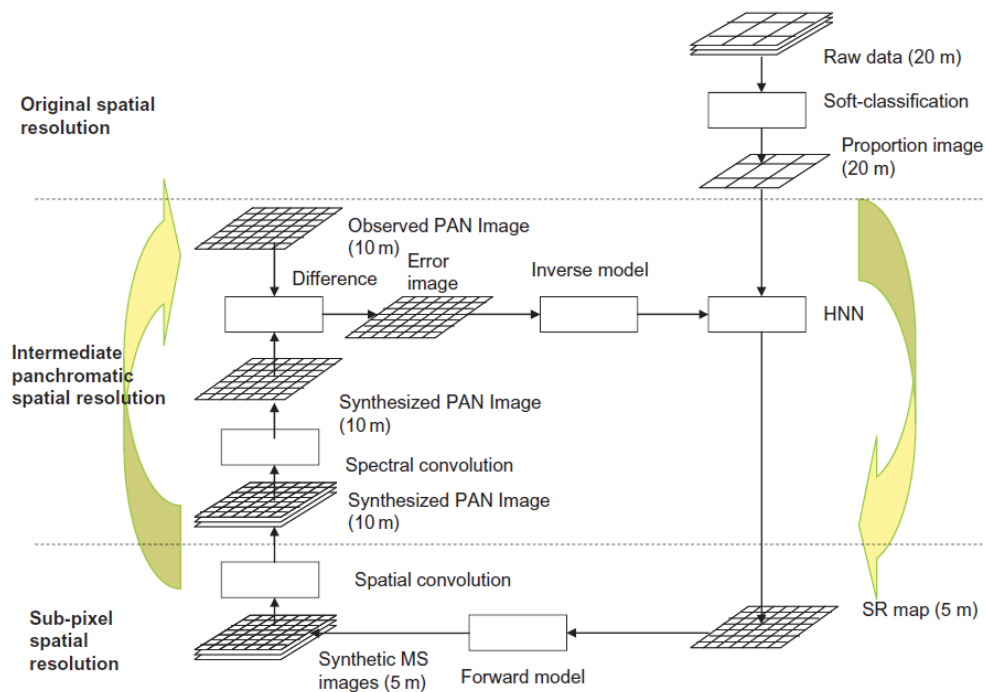 Raw data (20 m)
Original spatial
resolution
Soft-classification
Proportion image
(20 m)
Observed PAN Image
(10 m)
Difference
Error
image
Inverse model
HNN
Intermediate
panchromatic
spatial resolution
Synthesized PAN Image
(10 m)
Spectral convolution
Synthesized PAN Image
(10 m)
Spatial convolution
Sub-pixel
spatial
resolution
SR map (5 m)
Synthetic MS
images (5 m)
Forward model